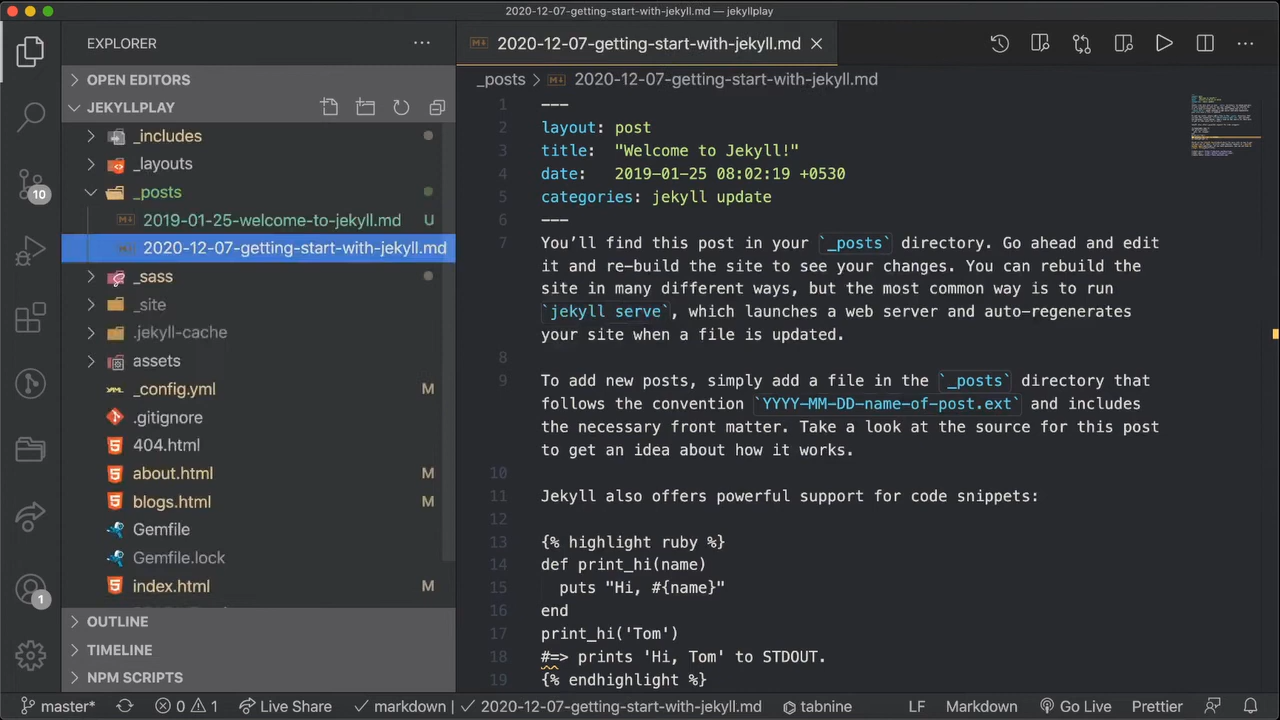 2020-12-07-getting-start-with-jekyll.md — jekyllplay
EXPLORER
OPEN EDITORS
JEKYLLPLAY
_includes
_layouts
_posts
2019-01-25-welcome-to-jekyll.md U
2020-12-07-getting-start-with-jekyll.md
_sass
_site
.jekyll-cache
assets
_config.yml M
.gitignore
404.html
about.html M
blogs.html M
Gemfile
Gemfile.lock
index.html M
OUTLINE
TIMELINE
NPM SCRIPTS
10
1
2020-12-07-getting-start-with-jekyll.md
_posts > 2020-12-07-getting-start-with-jekyll.md
1 ---
2 layout: post
3 title:  "Welcome to Jekyll!"
4 date:   2019-01-25 08:02:19 +0530
5 categories: jekyll update
6 ---
7 You’ll find this post in your `_posts` directory. Go ahead and edit
it and re-build the site to see your changes. You can rebuild the
site in many different ways, but the most common way is to run
`jekyll serve`, which launches a web server and auto-regenerates
your site when a file is updated.
8
9 To add new posts, simply add a file in the `_posts` directory that
follows the convention `YYYY-MM-DD-name-of-post.ext` and includes
the necessary front matter. Take a look at the source for this post
to get an idea about how it works.
10
11 Jekyll also offers powerful support for code snippets:
12
13 {% highlight ruby %}
14 def print_hi(name)
15   puts "Hi, #{name}"
16 end
17 print_hi('Tom')
18 #=> prints 'Hi, Tom' to STDOUT.
19 {% endhighlight %}
master* 0 1 Live Share markdown | 2020-12-07-getting-start-with-jekyll.md tabnine LF Markdown Go Live Prettier